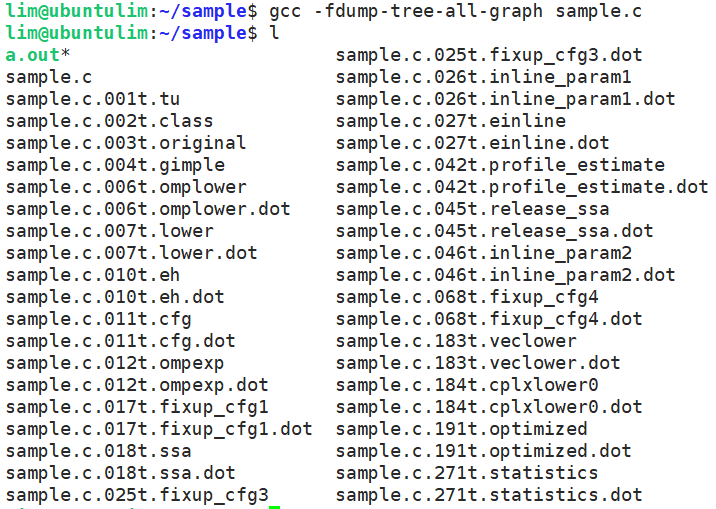 lim@ubuntulim:~/sample$ gcc -fdump-tree-all-graph sample.c
lim@ubuntulim:~/sample$ l
a.out*                        sample.c.025t.fixup_cfg3.dot
sample.c                      sample.c.026t.inline_param1
sample.c.001t.tu              sample.c.026t.inline_param1.dot
sample.c.002t.class           sample.c.027t.einline
sample.c.003t.original        sample.c.027t.einline.dot
sample.c.004t.gimple          sample.c.042t.profile_estimate
sample.c.006t.omplower        sample.c.042t.profile_estimate.dot
sample.c.006t.omplower.dot    sample.c.045t.release_ssa
sample.c.007t.lower           sample.c.045t.release_ssa.dot
sample.c.007t.lower.dot       sample.c.046t.inline_param2
sample.c.010t.eh              sample.c.046t.inline_param2.dot
sample.c.010t.eh.dot          sample.c.068t.fixup_cfg4
sample.c.011t.cfg             sample.c.068t.fixup_cfg4.dot
sample.c.011t.cfg.dot         sample.c.183t.veclower
sample.c.012t.ompexp          sample.c.183t.veclower.dot
sample.c.012t.ompexp.dot      sample.c.184t.cplxlower0
sample.c.017t.fixup_cfg1      sample.c.184t.cplxlower0.dot
sample.c.017t.fixup_cfg1.dot  sample.c.191t.optimized
sample.c.018t.ssa             sample.c.191t.optimized.dot
sample.c.018t.ssa.dot         sample.c.271t.statistics
sample.c.025t.fixup_cfg3      sample.c.271t.statistics.dot